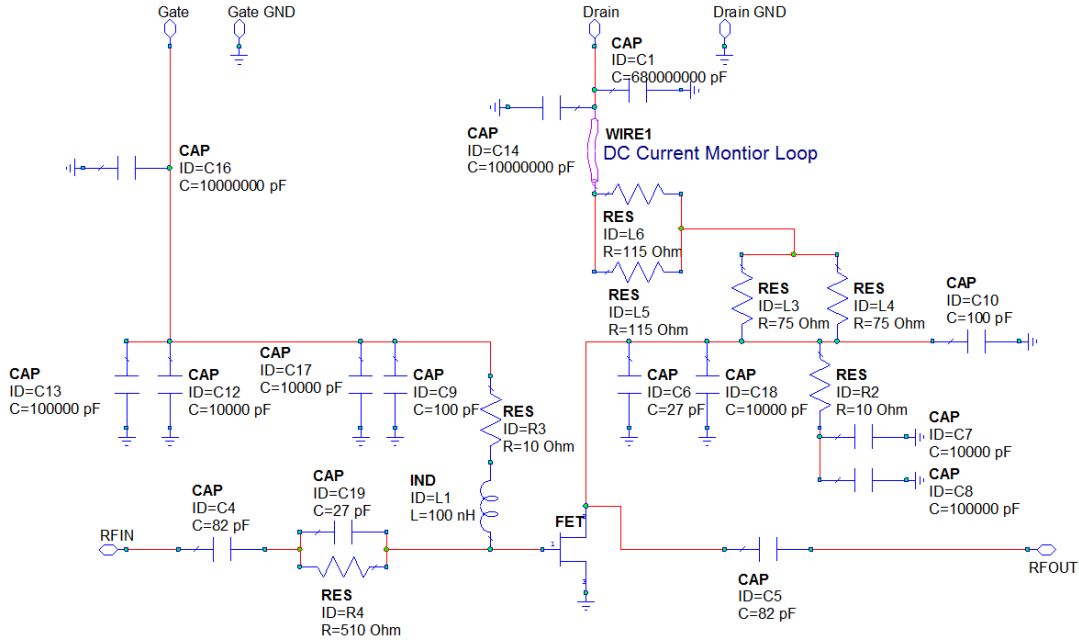 Gate
Gate GND
Drain
Drain GND
CAP
ID=C1
C=680000000 pF
CAP
ID=C14
C=10000000 pF
WIRE1
DC Current Montior Loop
CAP
ID=C16
C=10000000 pF
RES
ID=L6
R=115 Ohm
RES
ID=L5
R=115 Ohm
RES
ID=L3
R=75 Ohm
RES
ID=L4
R=75 Ohm
CAP
ID=C10
C=100 pF
CAP
ID=C13
C=100000 pF
CAP
ID=C12
C=10000 pF
CAP
ID=C17
C=10000 pF
CAP
ID=C9
C=100 pF
RES
ID=R3
R=10 Ohm
CAP
ID=C6
C=27 pF
CAP
ID=C18
C=10000 pF
RES
ID=R2
R=10 Ohm
CAP
ID=C7
C=10000 pF
CAP
ID=C8
C=100000 pF
CAP
ID=C4
C=82 pF
CAP
ID=C19
C=27 pF
IND
ID=L1
L=100 nH
FET
1
3
RFIN
RES
ID=R4
R=510 Ohm
CAP
ID=C5
C=82 pF
RFOUT